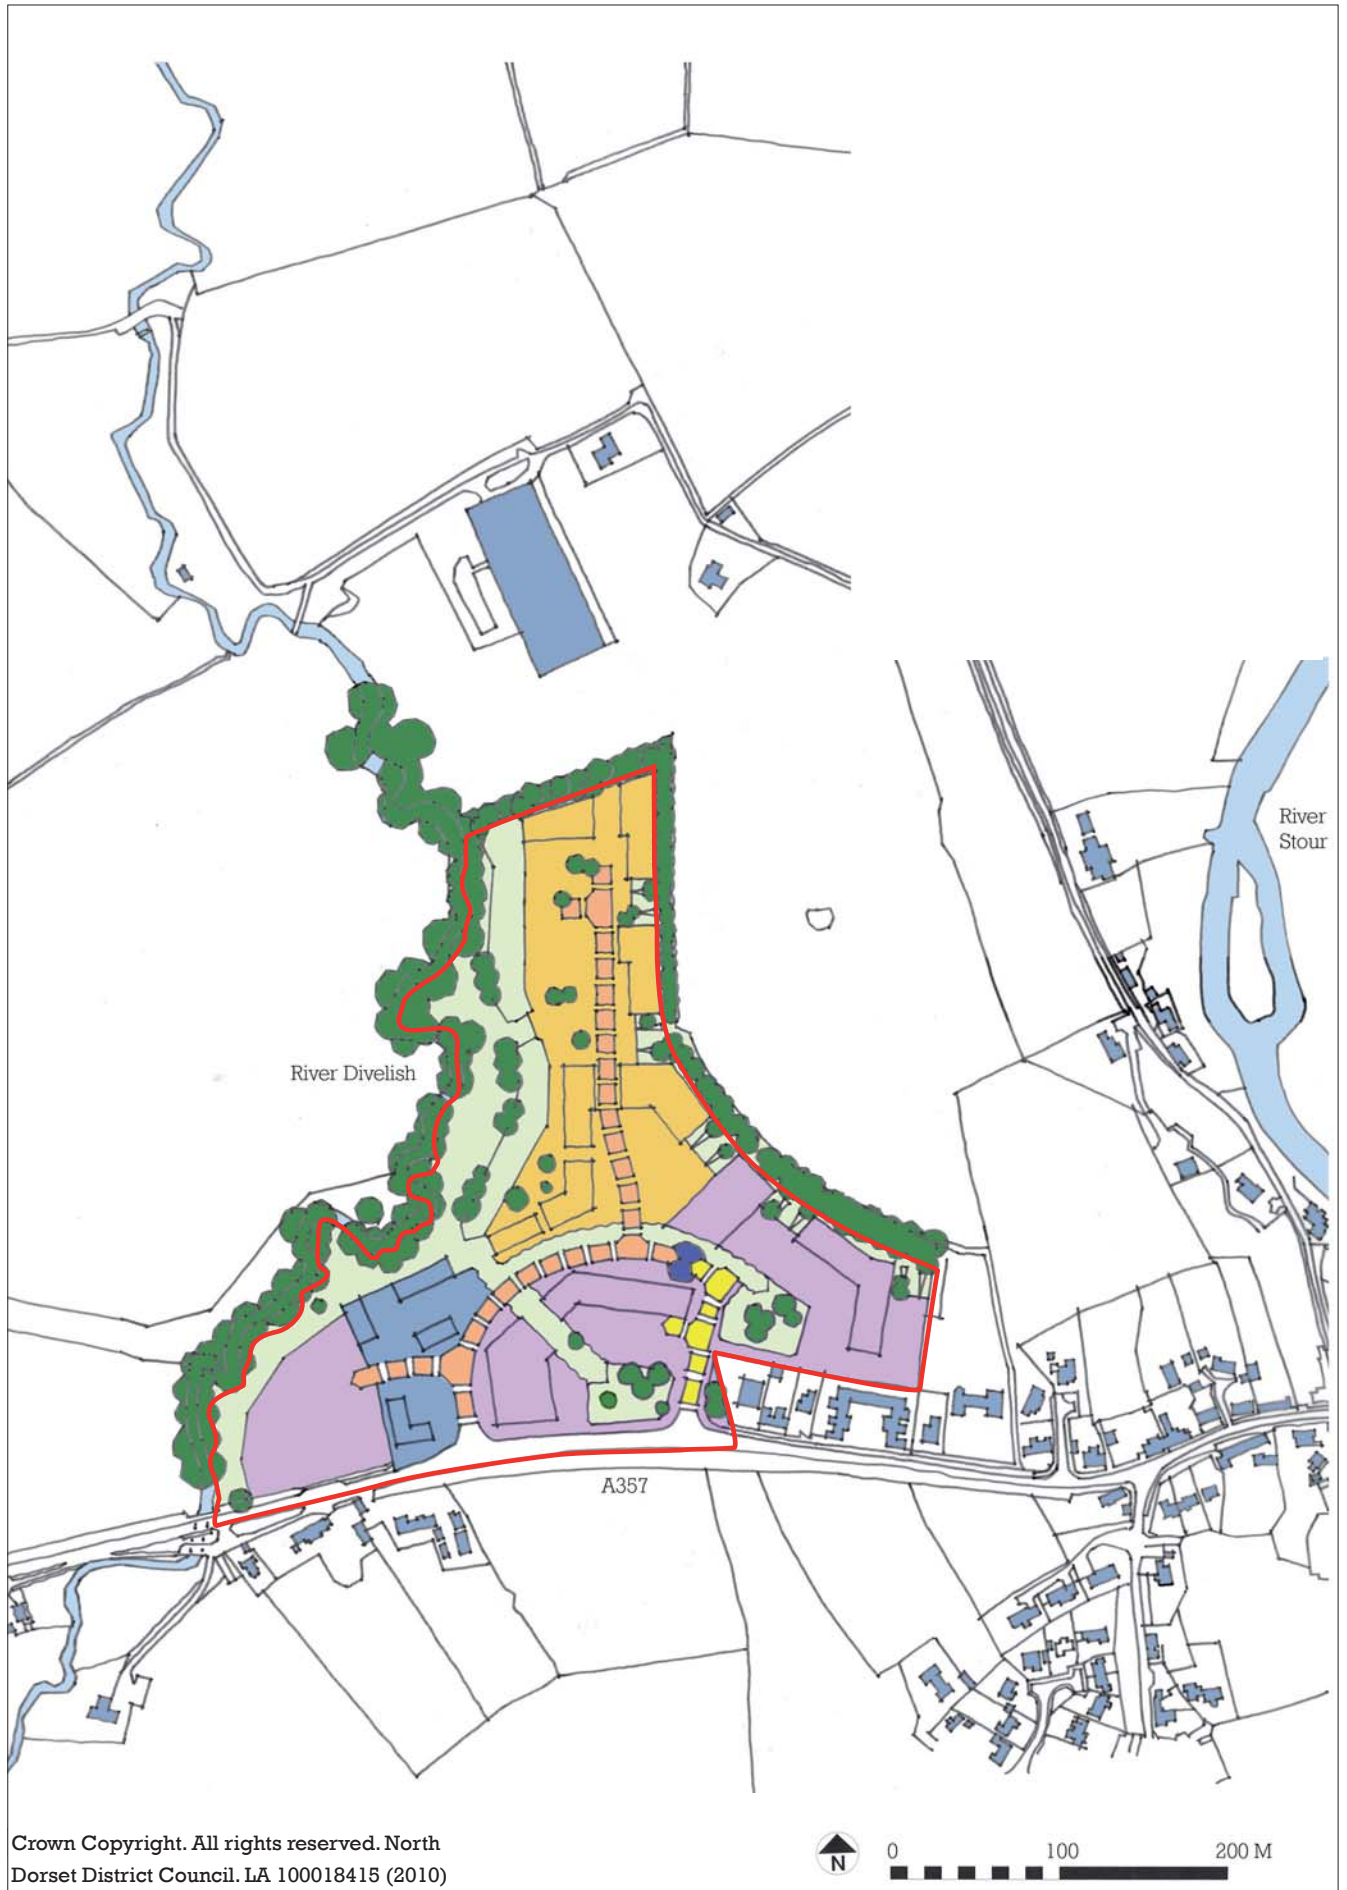 River
Stour
River Divelish
A357
Crown Copyright. All rights reserved. North
Dorset District Council. LA 100018415 (2010)
N
0 100 200 M